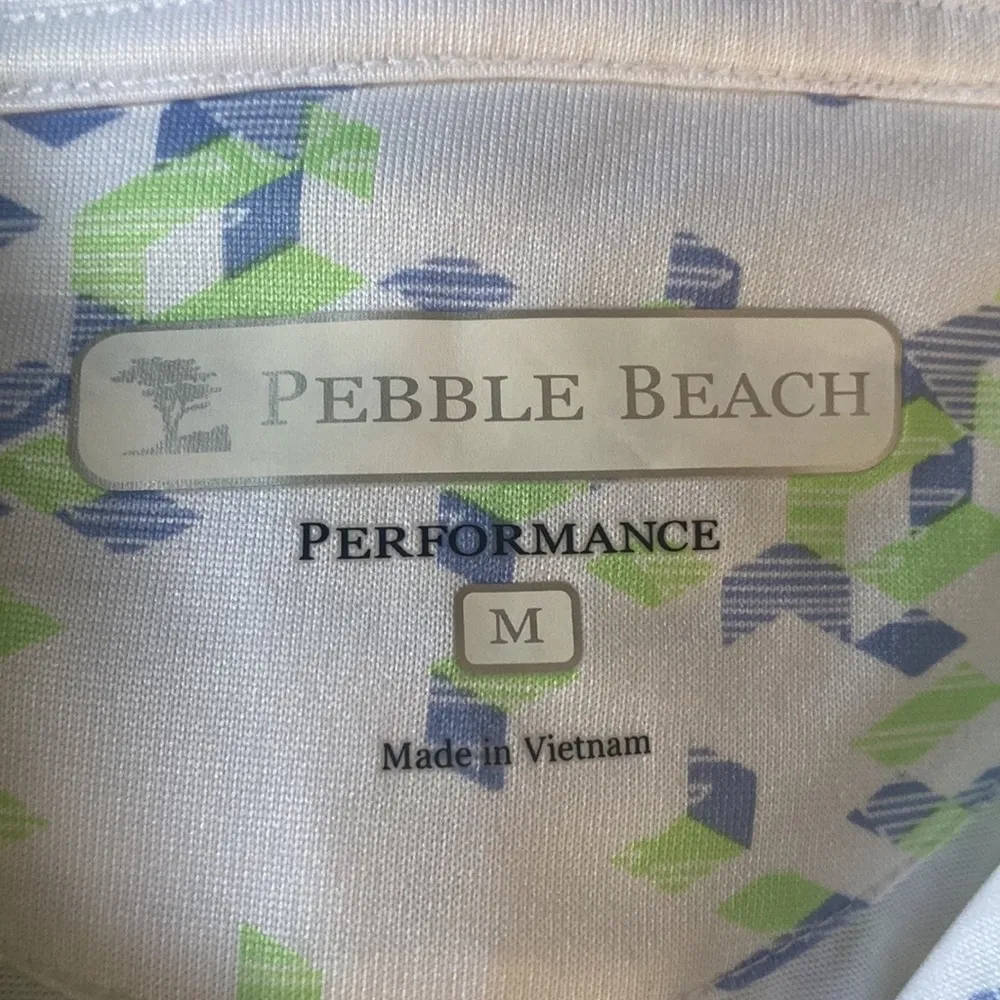 PEBBLE BEACH
PERFORMANCE
M
Made in Vietnam